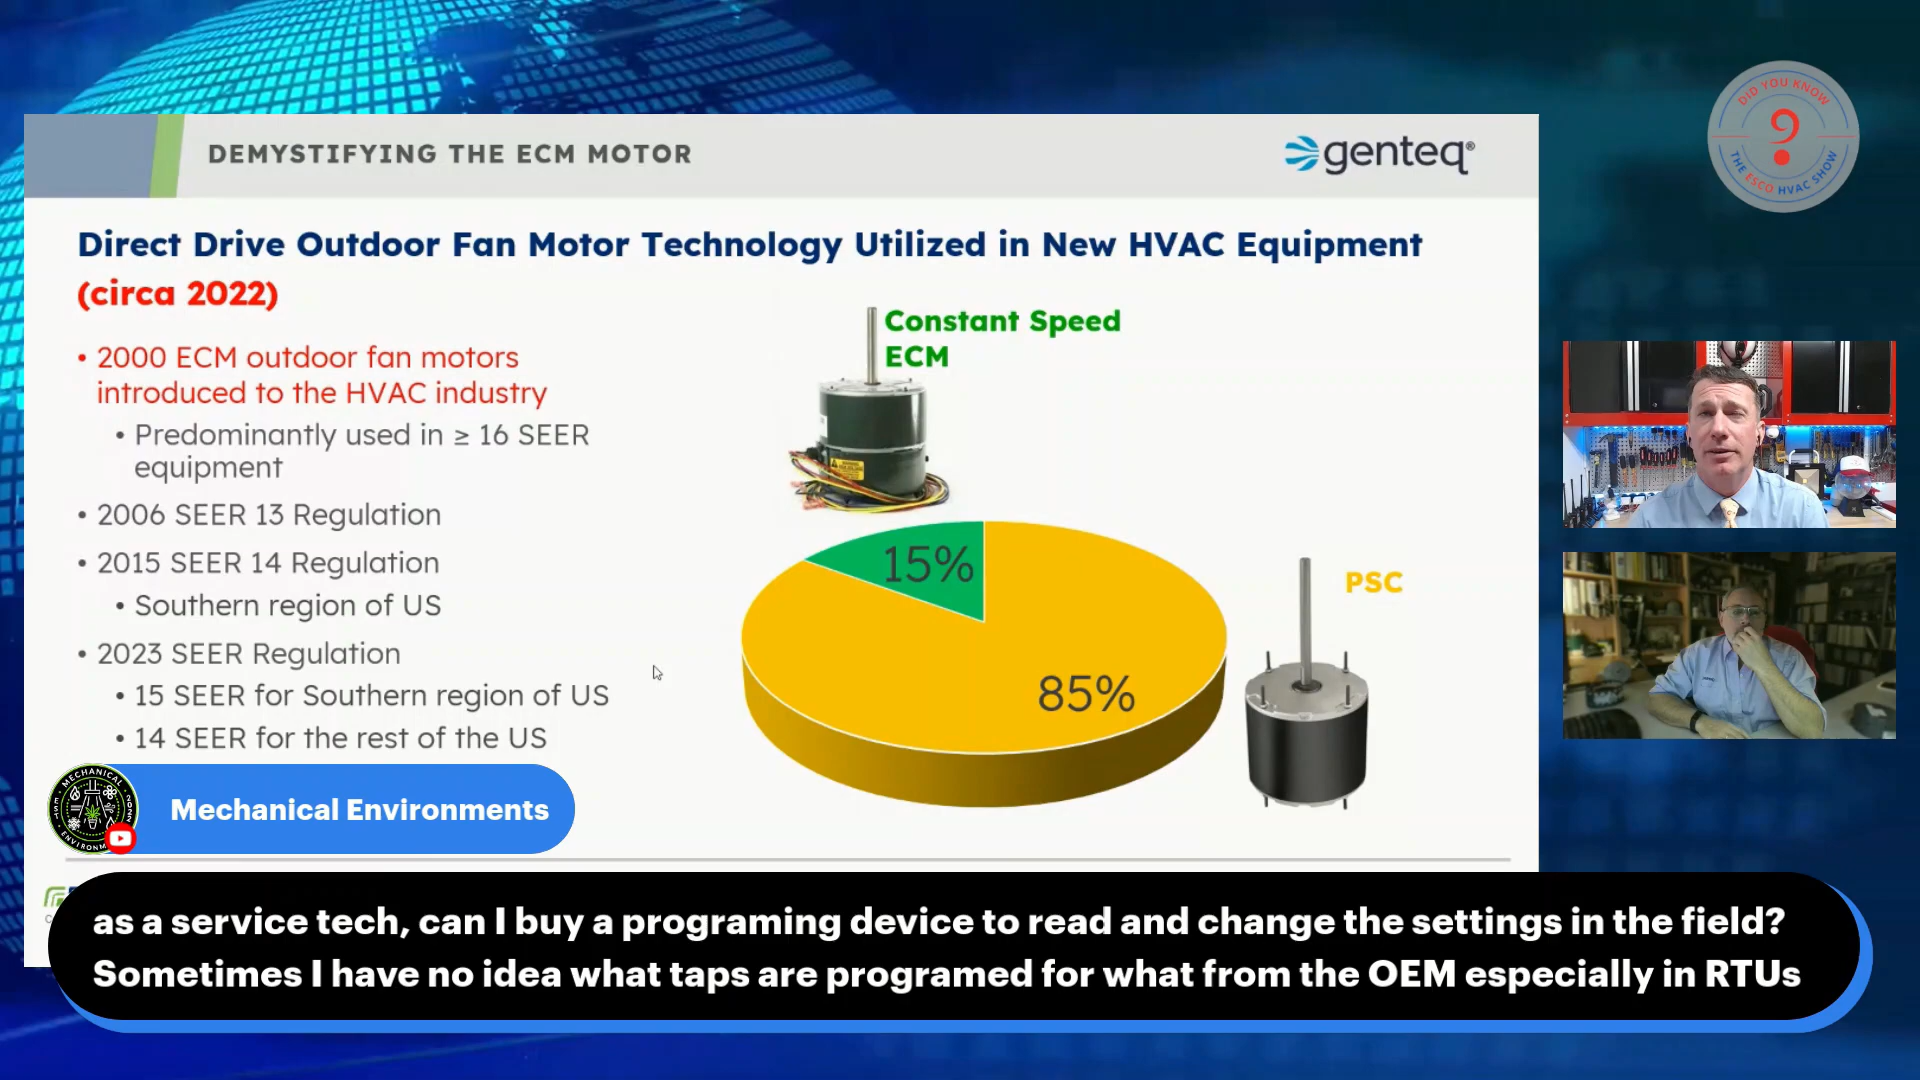 DEMYSTIFYING THE ECM MOTOR
genteq®
DID YOU KNOW
?
THE ESCO HVAC SHOW
Direct Drive Outdoor Fan Motor Technology Utilized in New HVAC Equipment
(circa 2022)
• 2000 ECM outdoor fan motors
introduced to the HVAC industry
• Predominantly used in ≥ 16 SEER
equipment
• 2006 SEER 13 Regulation
• 2015 SEER 14 Regulation
• Southern region of US
• 2023 SEER Regulation
• 15 SEER for Southern region of US
• 14 SEER for the rest of the US
Constant Speed
ECM
15%
85%
PSC
MECHANICAL
Mechanical Environments
as a service tech, can I buy a programing device to read and change the settings in the field?
Sometimes I have no idea what taps are programed for what from the OEM especially in RTUs